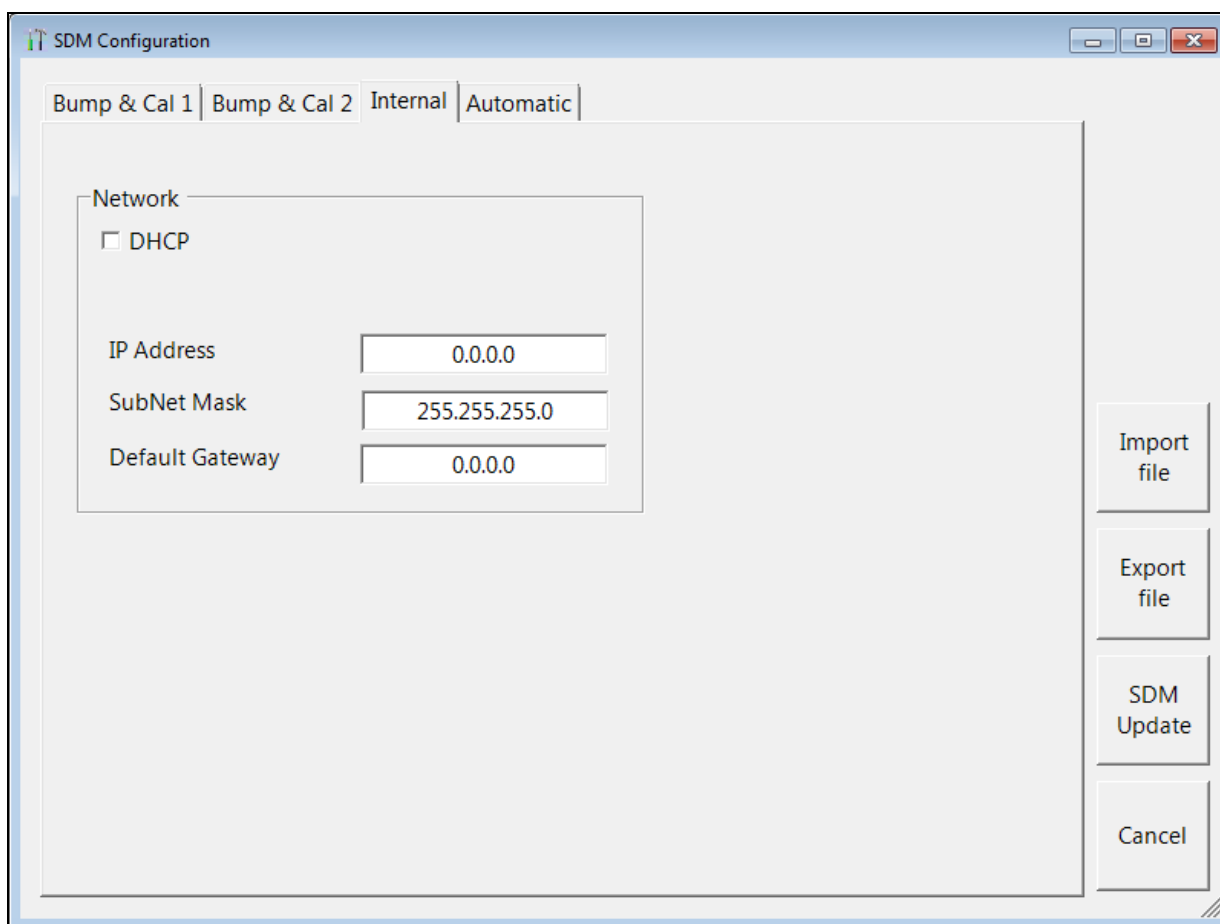 SDM Configuration
Bump & Cal 1 Bump & Cal 2 Internal Automatic
Network
DHCP
IP Address 0.0.0.0
SubNet Mask 255.255.255.0
Default Gateway 0.0.0.0
Import
file
Export
file
SDM
Update
Cancel